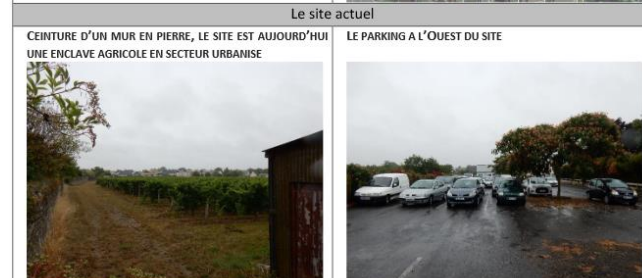 Le site actuel
CEINTURE D'UN MUR EN PIERRE, LE SITE EST AUJOURD'HUI
UNE ENCLAVE AGRICOLE EN SECTEUR URBANISE
LE PARKING A L'OUEST DU SITE